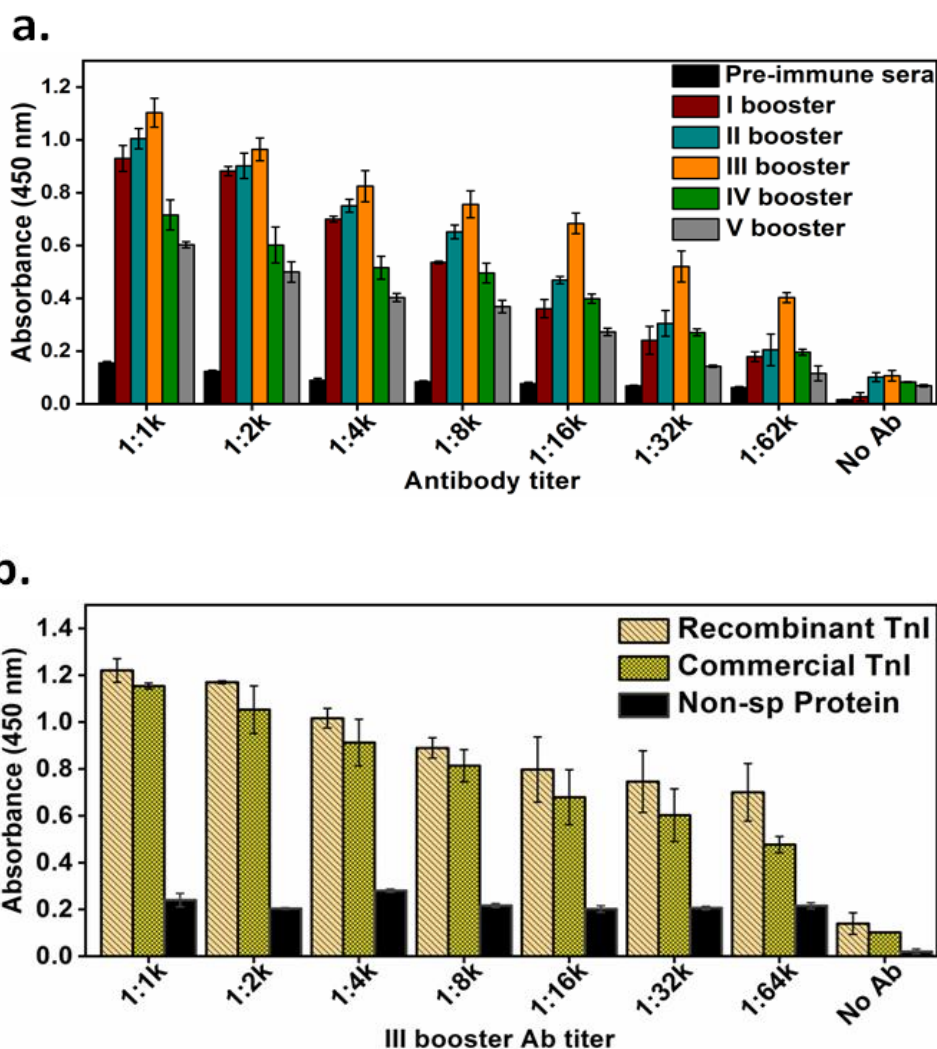 a.
Absorbance (450 nm)
1.2
1.0
0.8
0.6
0.4
0.2
0.0
Pre-immune sera
I booster
II booster
III booster
IV booster
V booster
1:1k 1:2k 1:4k 1:8k 1:16k 1:32k 1:62k No Ab
Antibody titer
b.
Absorbance (450 nm)
1.4
1.2
1.0
0.8
0.6
0.4
0.2
0.0
Recombinant TnI
Commercial TnI
Non-sp Protein
1:1k 1:2k 1:4k 1:8k 1:16k 1:32k 1:64k No Ab
III booster Ab titer